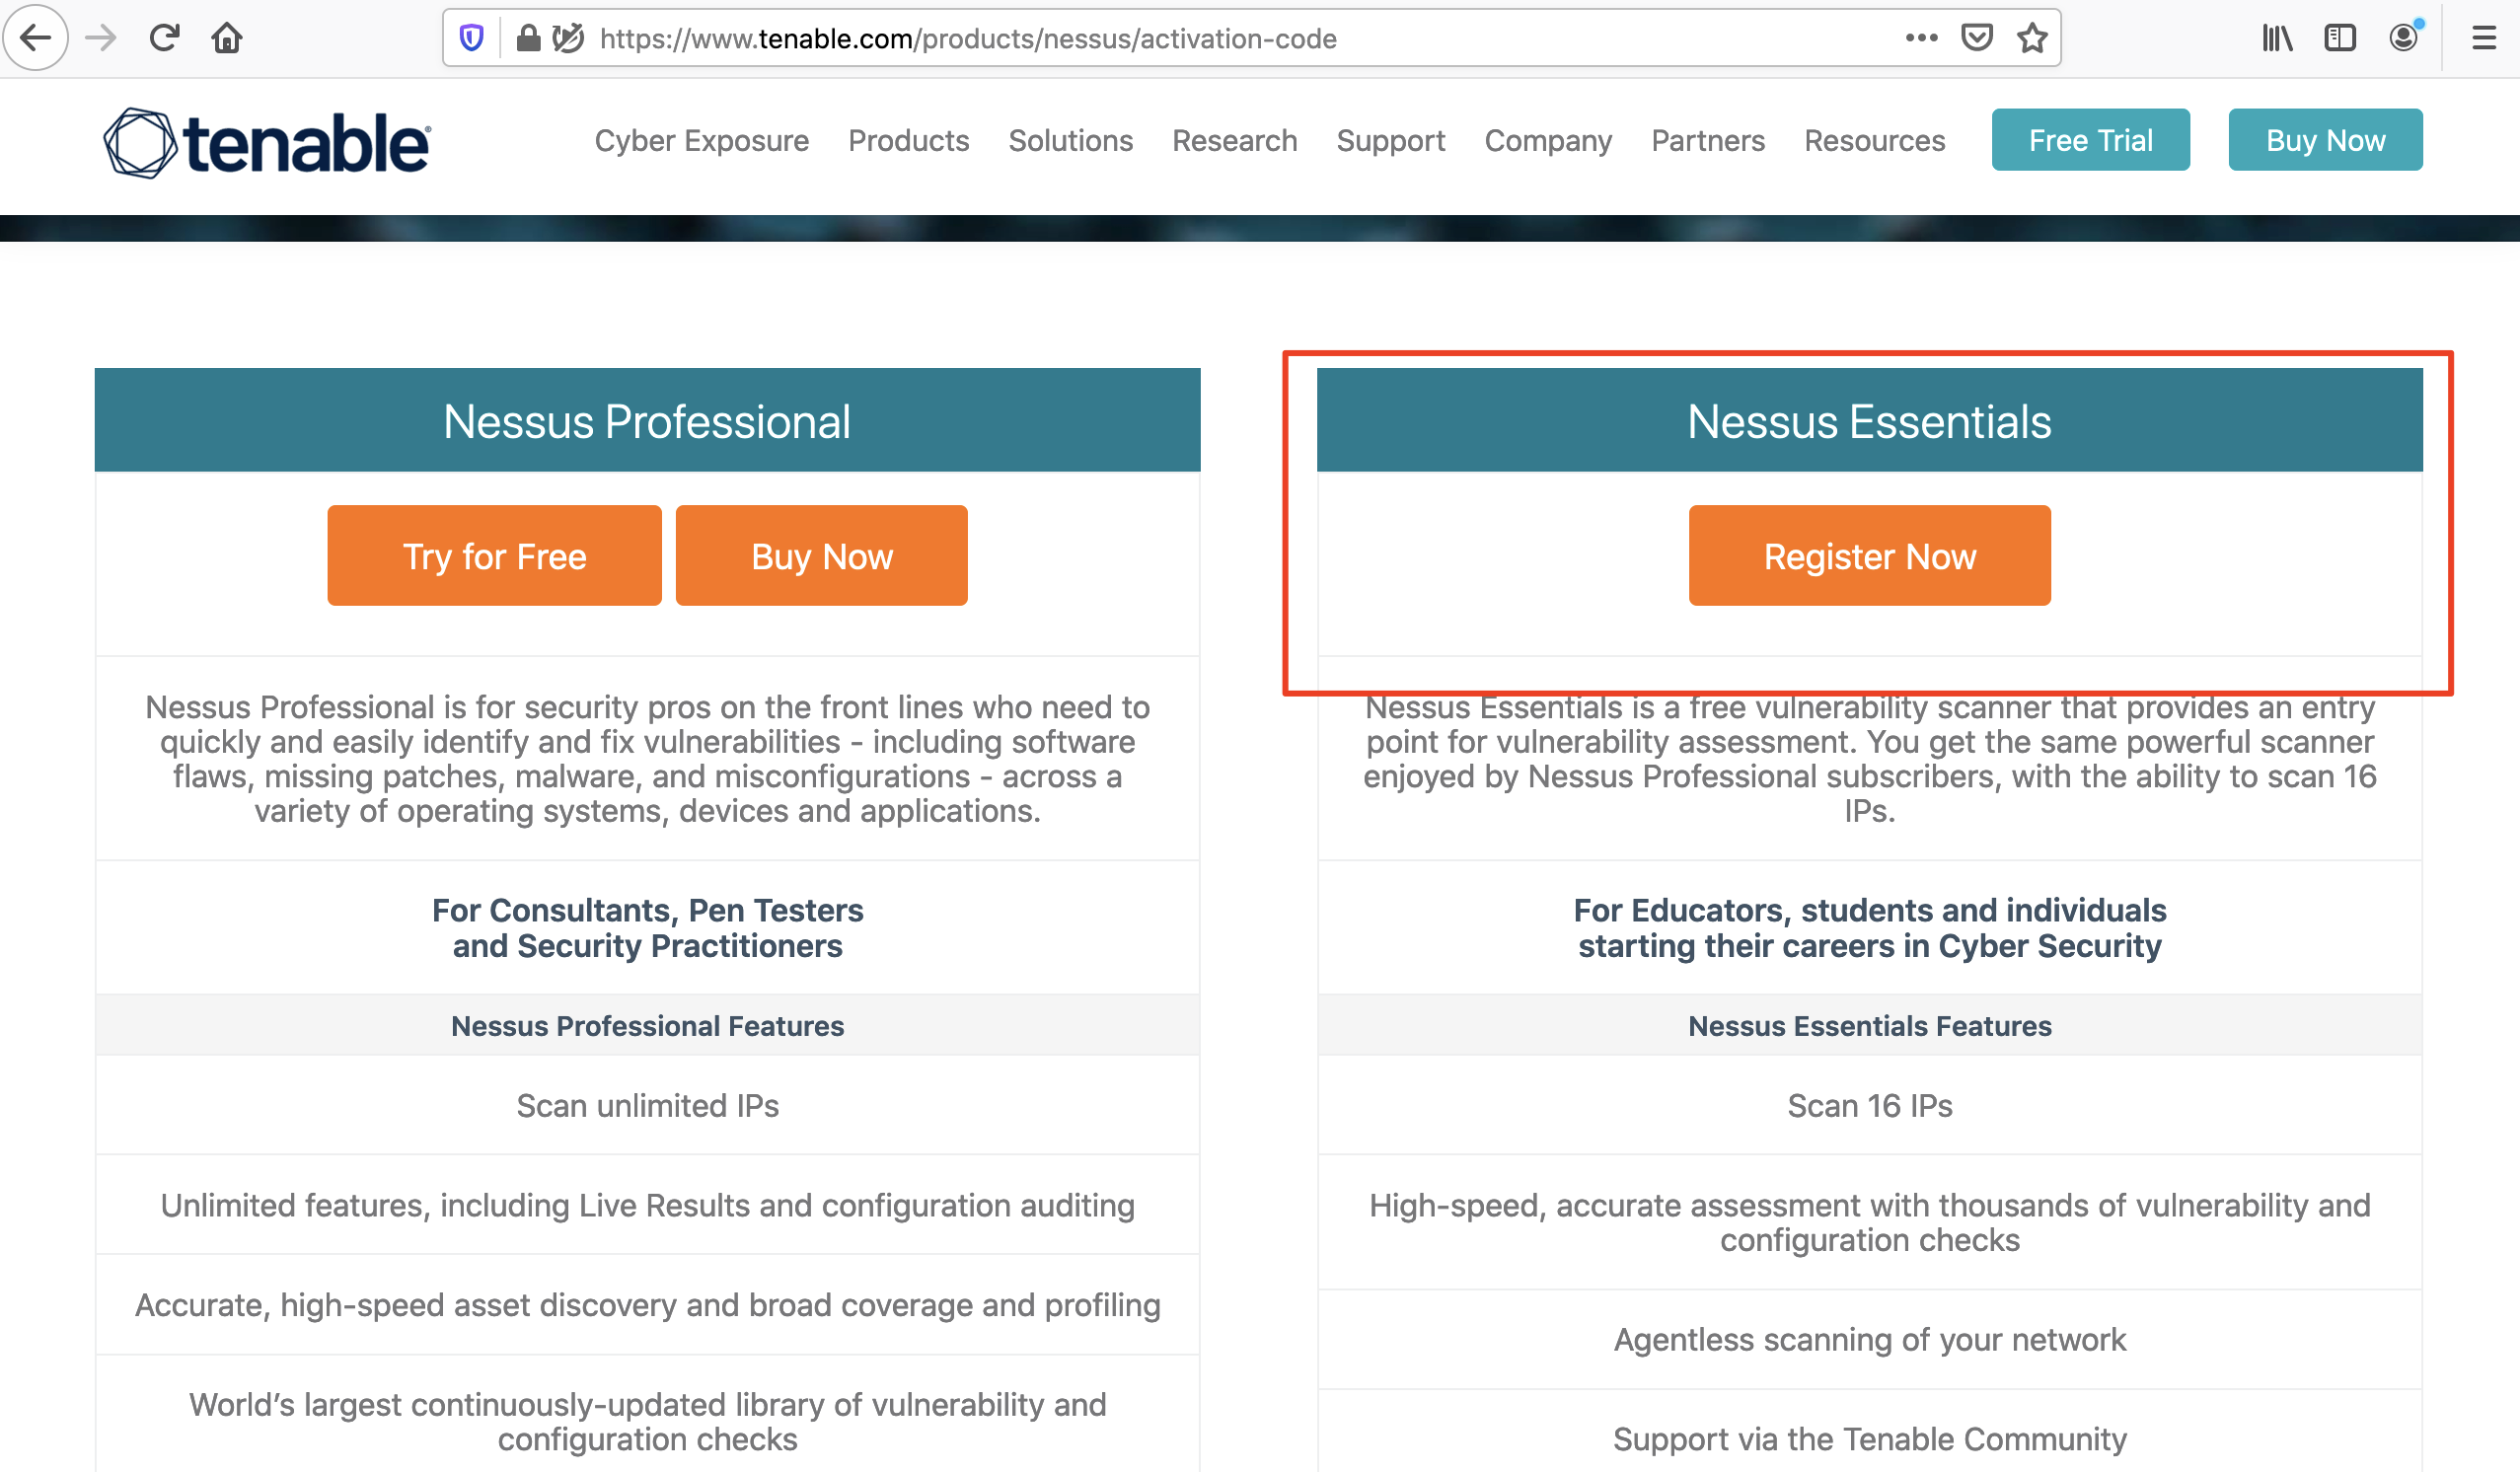 https://www.tenable.com/products/nessus/activation-code
tenable
Cyber Exposure
Products
Solutions
Research
Support
Company
Partners
Resources
Free Trial
Buy Now
Nessus Professional
Try for Free
Buy Now
Nessus Professional is for security pros on the front lines who need to
quickly and easily identify and fix vulnerabilities - including software
flaws, missing patches, malware, and misconfigurations - across a
variety of operating systems, devices and applications.
For Consultants, Pen Testers
and Security Practitioners
Nessus Professional Features
Scan unlimited IPs
Unlimited features, including Live Results and configuration auditing
Accurate, high-speed asset discovery and broad coverage and profiling
World’s largest continuously-updated library of vulnerability and
configuration checks
Nessus Essentials
Register Now
Nessus Essentials is a free vulnerability scanner that provides an entry
point for vulnerability assessment. You get the same powerful scanner
enjoyed by Nessus Professional subscribers, with the ability to scan 16
IPs.
For Educators, students and individuals
starting their careers in Cyber Security
Nessus Essentials Features
Scan 16 IPs
High-speed, accurate assessment with thousands of vulnerability and
configuration checks
Agentless scanning of your network
Support via the Tenable Community